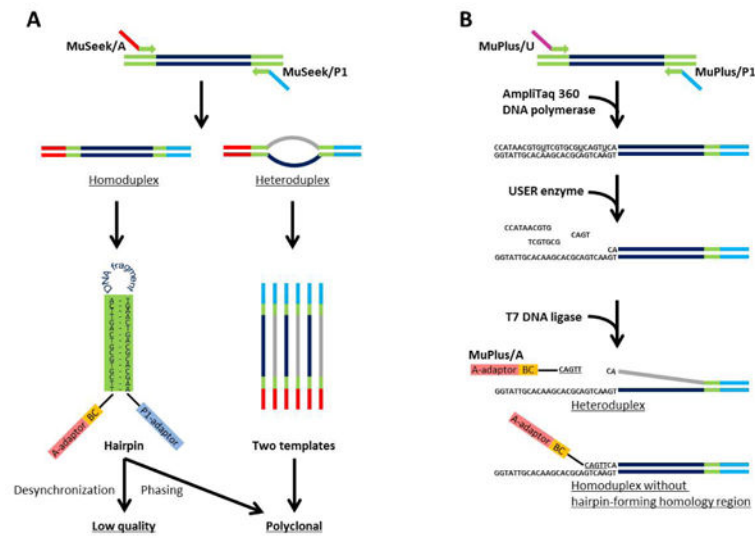 A
MuSeek/A
MuSeek/P1
Homoduplex
Heteroduplex
DNA fragment
A-adaptor BC
P1-adaptor
Hairpin
Two templates
Desynchronization
Phasing
Low quality
Polyclonal
B
MuPlus/U
MuPlus/P1
AmpliTaq 360
DNA polymerase
CCATAACGTGUTCGTGCGUCAGTUCA
GGTATTGCACAAGCACGCAGTCAAGT
USER enzyme
CCATAACGTG
CAGT
TCGTGCG
CA
GGTATTGCACAAGCACGCAGTCAAGT
T7 DNA ligase
MuPlus/A
A-adaptor BC
CAGTT
CA
GGTATTGCACAAGCACGCAGTCAAGT
Heteroduplex
A-adaptor BC
CAGTTCA
GGTATTGCACAAGCACGCAGTCAAGT
Homoduplex without
hairpin-forming homology region